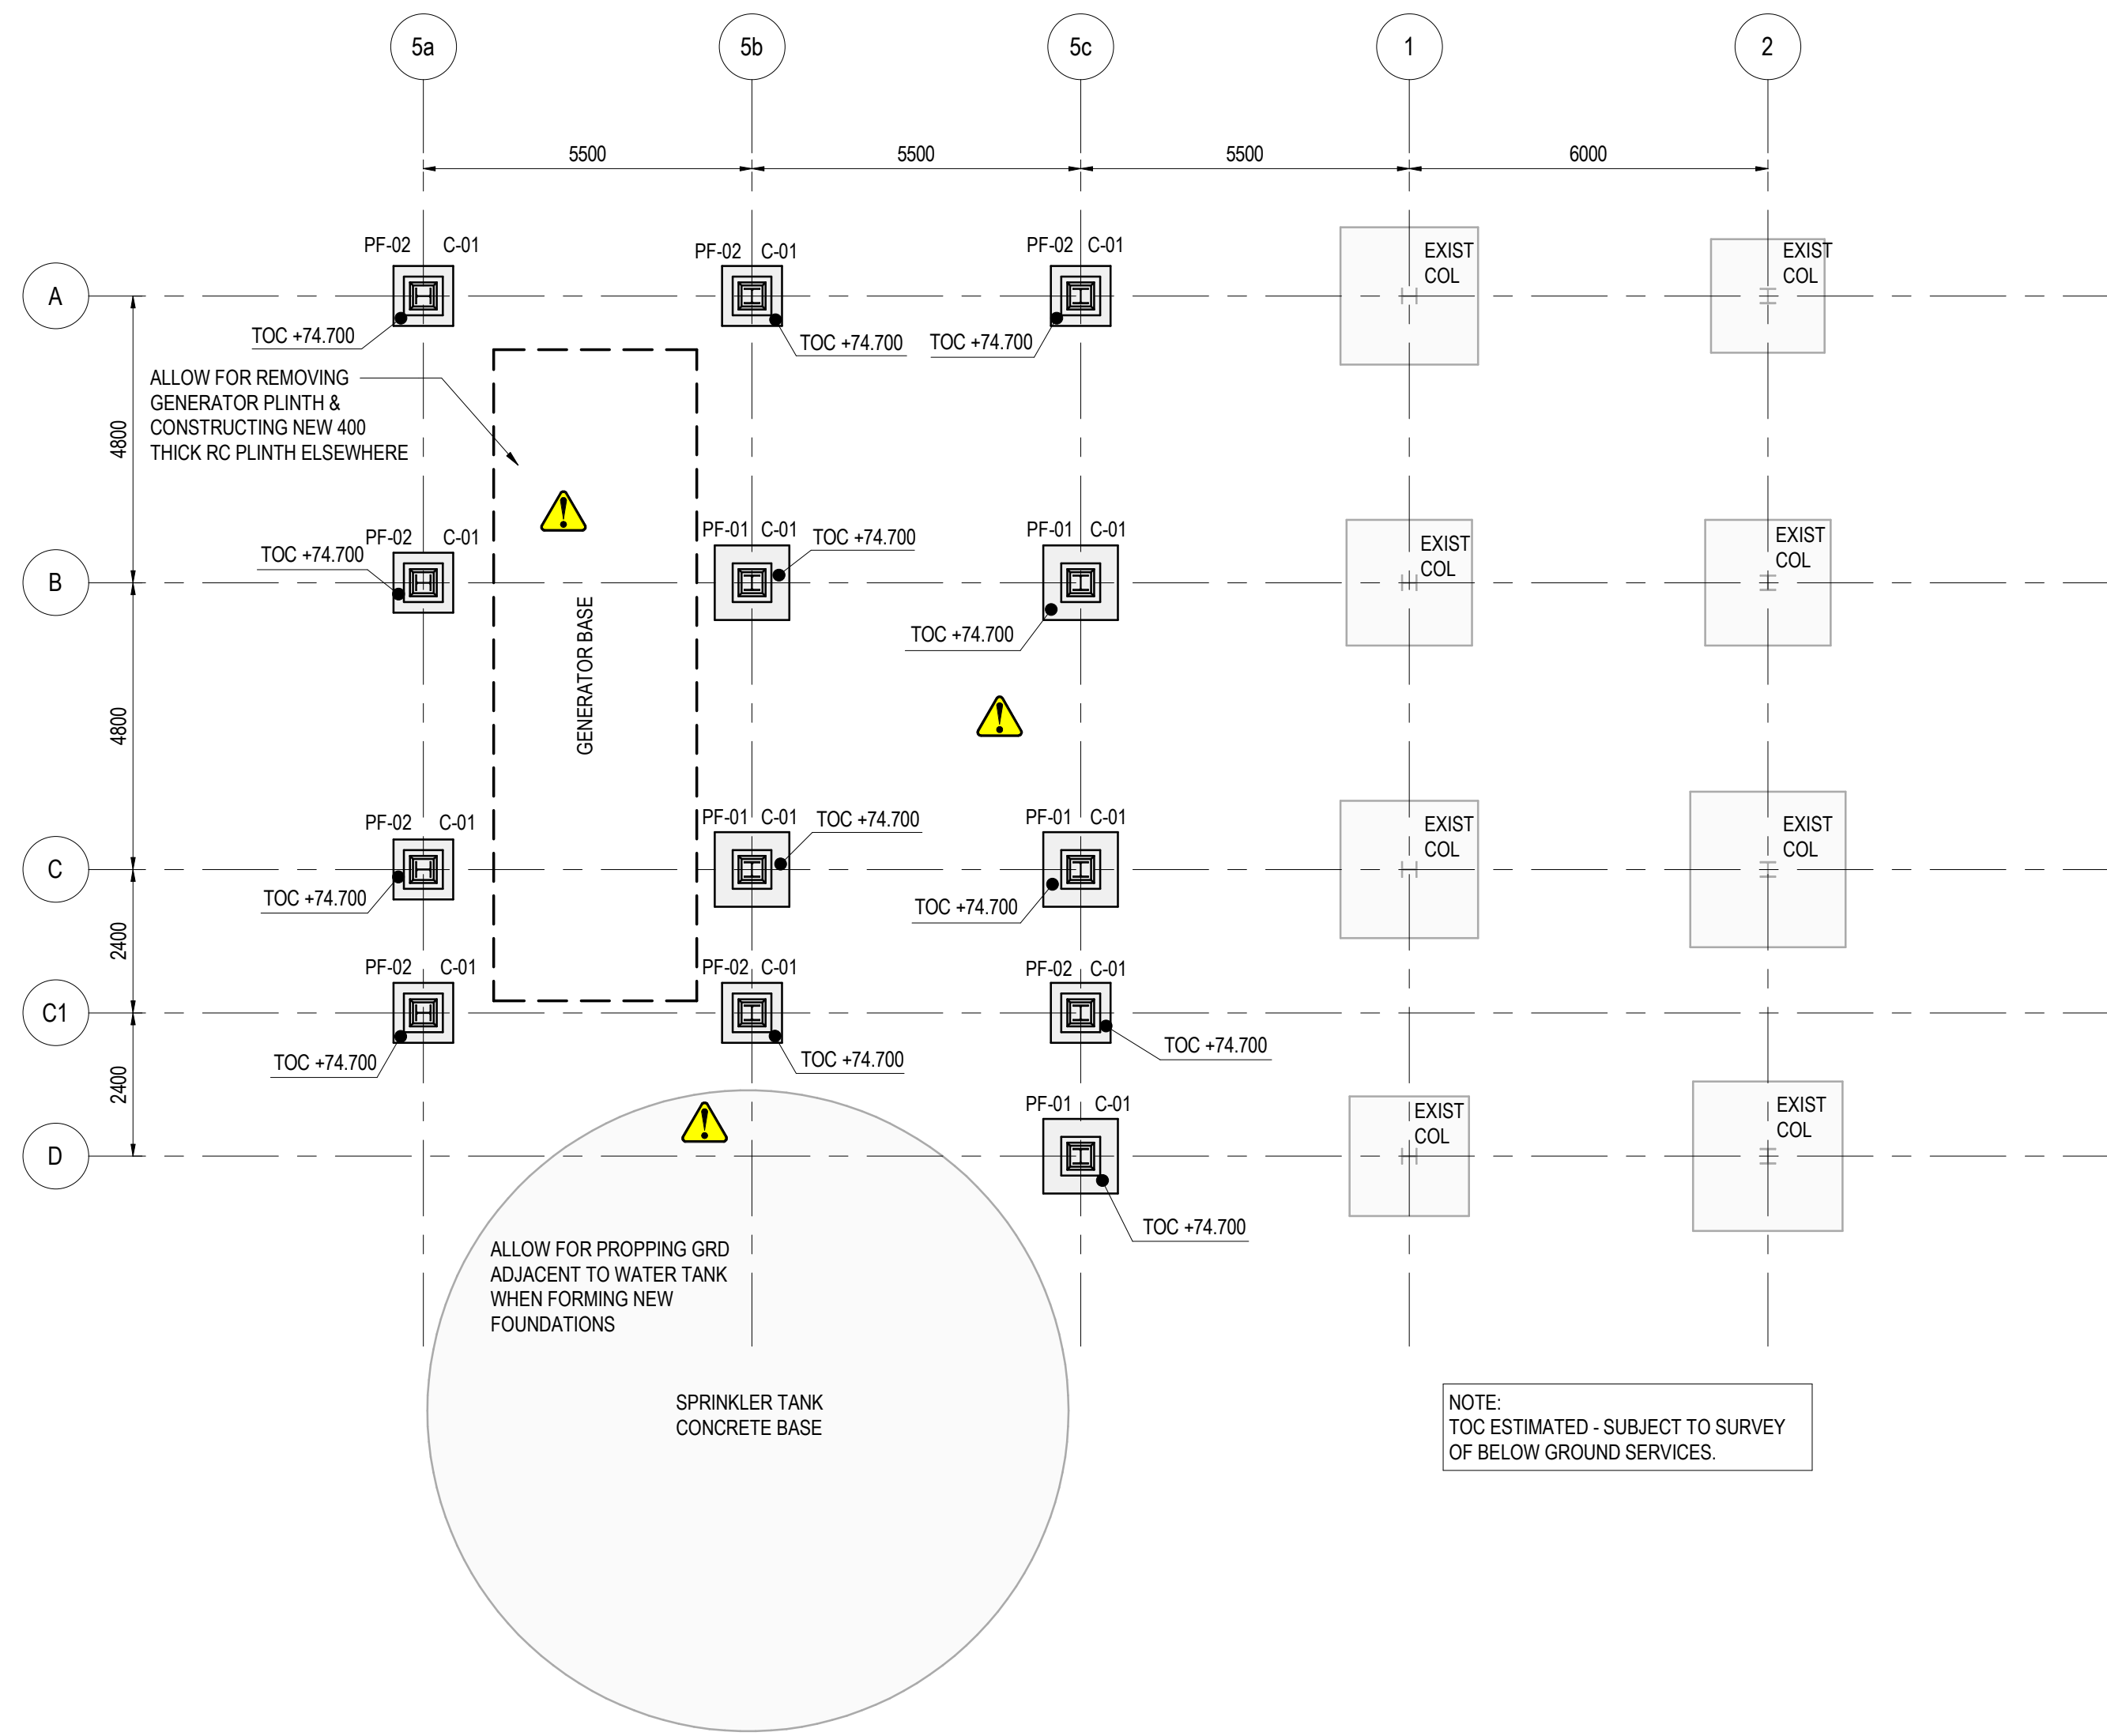 5a
5b
5c
1
2
5500
5500
5500
6000
PF-02 C-01
PF-02 C-01
PF-02 C-01
EXIST
COL
EXIST
COL
A
TOC +74.700
TOC +74.700
TOC +74.700
ALLOW FOR REMOVING
GENERATOR PLINTH &
CONSTRUCTING NEW 400
THICK RC PLINTH ELSEWHERE
4800
PF-02 C-01
PF-01 C-01
TOC +74.700
PF-01 C-01
EXIST
COL
EXIST
COL
TOC +74.700
B
TOC +74.700
GENERATOR BASE
4800
PF-02 C-01
PF-01 C-01
TOC +74.700
PF-01 C-01
EXIST
COL
EXIST
COL
C
TOC +74.700
TOC +74.700
2400
PF-02 C-01
PF-02 C-01
PF-02 C-01
C1
TOC +74.700
TOC +74.700
TOC +74.700
2400
PF-01 C-01
EXIST
COL
EXIST
COL
D
TOC +74.700
ALLOW FOR PROPPING GRD
ADJACENT TO WATER TANK
WHEN FORMING NEW
FOUNDATIONS
SPRINKLER TANK
CONCRETE BASE
NOTE:
TOC ESTIMATED - SUBJECT TO SURVEY
OF BELOW GROUND SERVICES.